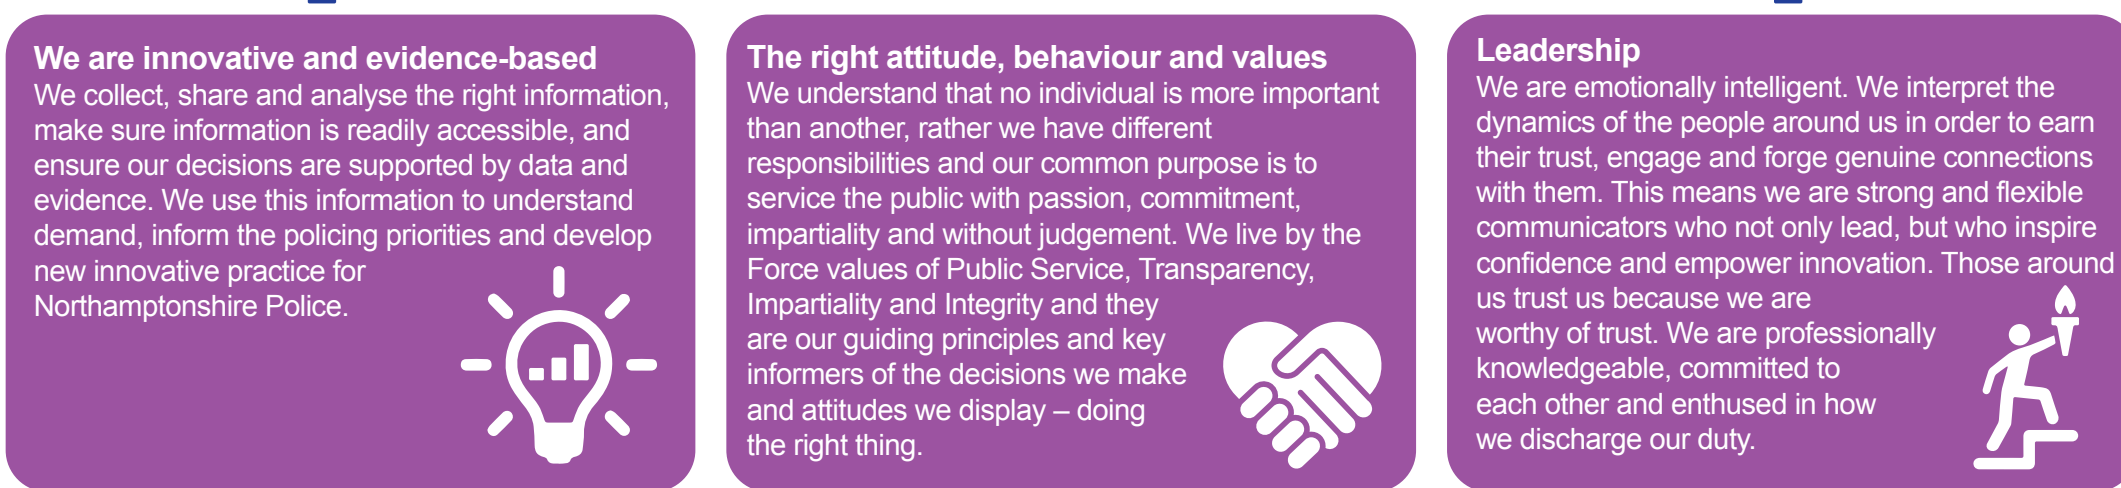 We are innovative and evidence-based
We collect, share and analyse the right information,
make sure information is readily accessible, and
ensure our decisions are supported by data and
evidence. We use this information to understand
demand, inform the policing priorities and develop
new innovative practice for
Northamptonshire Police.
The right attitude, behaviour and values
We understand that no individual is more important
than another, rather we have different
responsibilities and our common purpose is to
service the public with passion, commitment,
impartiality and without judgement. We live by the
Force values of Public Service, Transparency,
Impartiality and Integrity and they
are our guiding principles and key
informers of the decisions we make
and attitudes we display – doing
the right thing.
Leadership
We are emotionally intelligent. We interpret the
dynamics of the people around us in order to earn
their trust, engage and forge genuine connections
with them. This means we are strong and flexible
communicators who not only lead, but who inspire
confidence and empower innovation. Those around
us trust us because we are
worthy of trust. We are professionally
knowledgeable, committed to
each other and enthused in how
we discharge our duty.